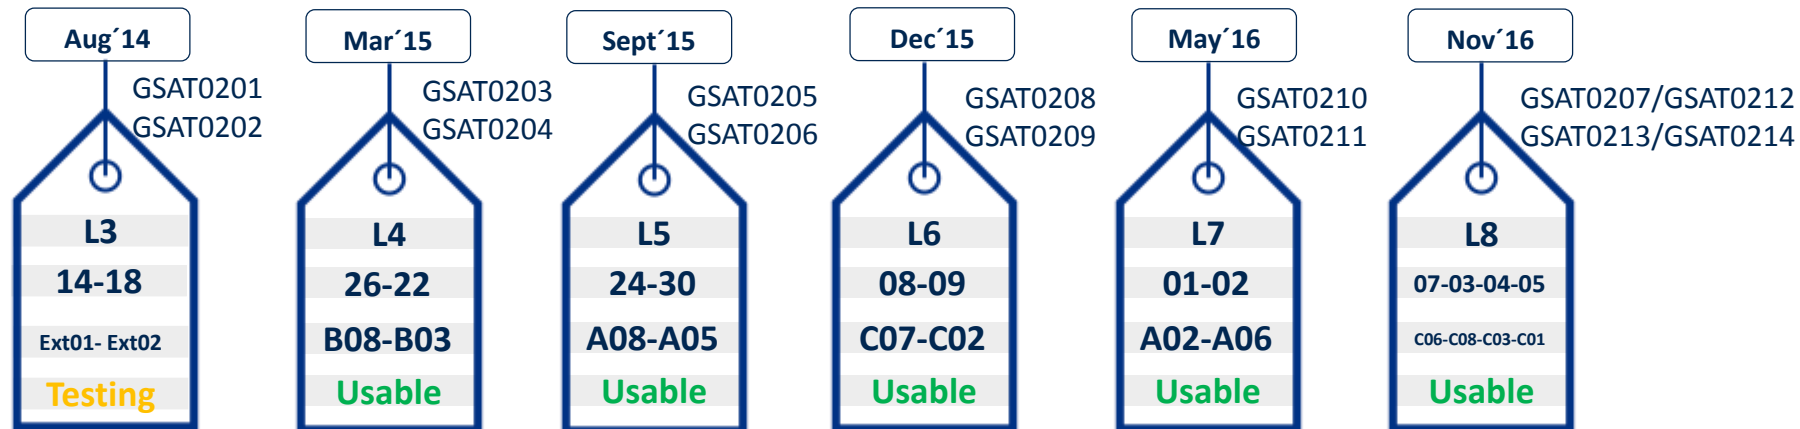 Aug´14
GSAT0201
GSAT0202
L3
14-18
Ext01- Ext02
Testing
Mar´15
GSAT0203
GSAT0204
L4
26-22
B08-B03
Usable
Sept´15
GSAT0205
GSAT0206
L5
24-30
A08-A05
Usable
Dec´15
GSAT0208
GSAT0209
L6
08-09
C07-C02
Usable
May´16
GSAT0210
GSAT0211
L7
01-02
A02-A06
Usable
Nov´16
GSAT0207/GSAT0212
GSAT0213/GSAT0214
L8
07-03-04-05
C06-C08-C03-C01
Usable